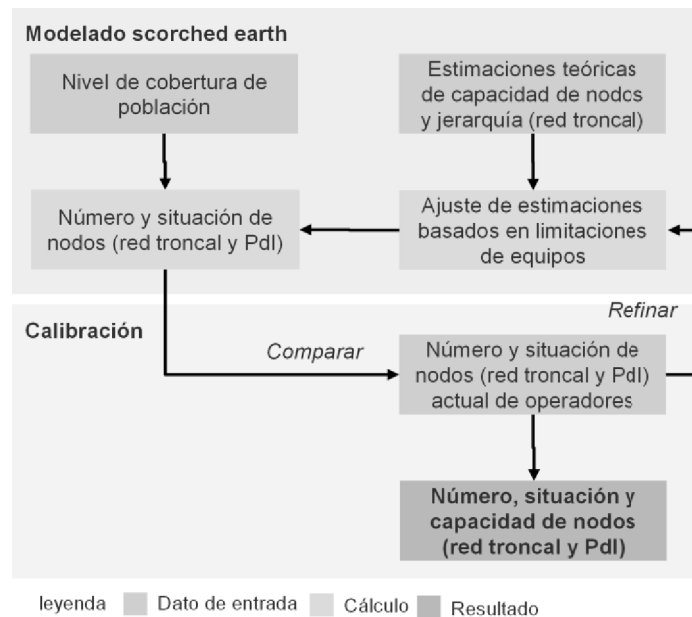 Modelado scorched earth
Nivel de cobertura de
población
Estimaciones teóricas
de capacidad de nodos
y jerarquía (red troncal)
Número y situación de
nodos (red troncal y PdI)
Ajuste de estimaciones
basados en limitaciones
de equipos
Refinar
Calibración
Comparar
Número y situación de
nodos (red troncal y PdI)
actual de operadores
Número, situación y
capacidad de nodos
(red troncal y PdI)
leyenda Dato de entrada Cálculo Resultado